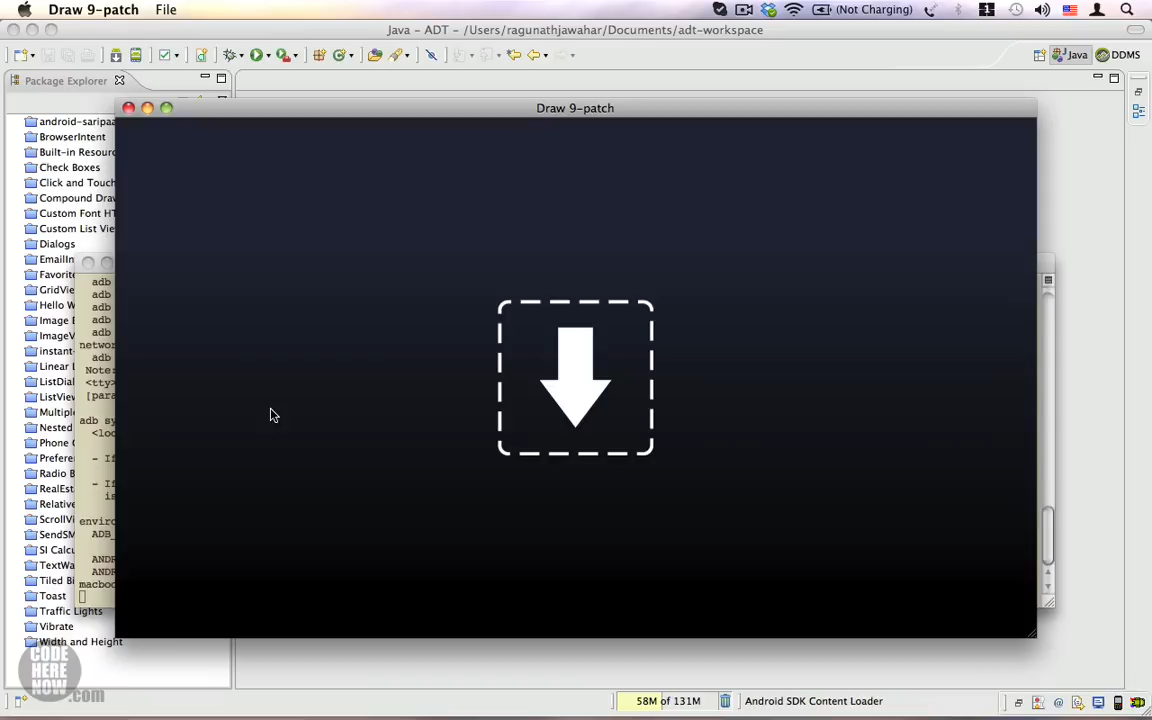 Draw 9-patch File
(Not Charging)
Java - ADT - /Users/ragunathjawahar/Documents/adt-workspace
Java DDMS
Package Explorer
Draw 9-patch
android-saripaa
BrowserIntent
Built-in Resour
Check Boxes
Click and Touch
Compound Draw
Custom Font HT
Custom List Vie
Dialogs
EmailIn
Favorite
GridVie
Hello W
Image B
ImageV
instant-
Linear L
ListDial
ListView
Multiple
Nested
Phone C
Preferen
Radio B
RealEst
Relative
ScrollVi
SendSM
SI Calcu
TextWa
Tiled Bi
Toast
Traffic Lights
Vibrate
Width and Height
adb
adb
adb
adb
adb
networ
adb
Note:
<tty>
[para
adb sy
<loc
- If
- If
is
enviro
ADB_
ANDR
ANDR
macboo
CODE
HERE
NOW
.com
58M of 131M
Android SDK Content Loader